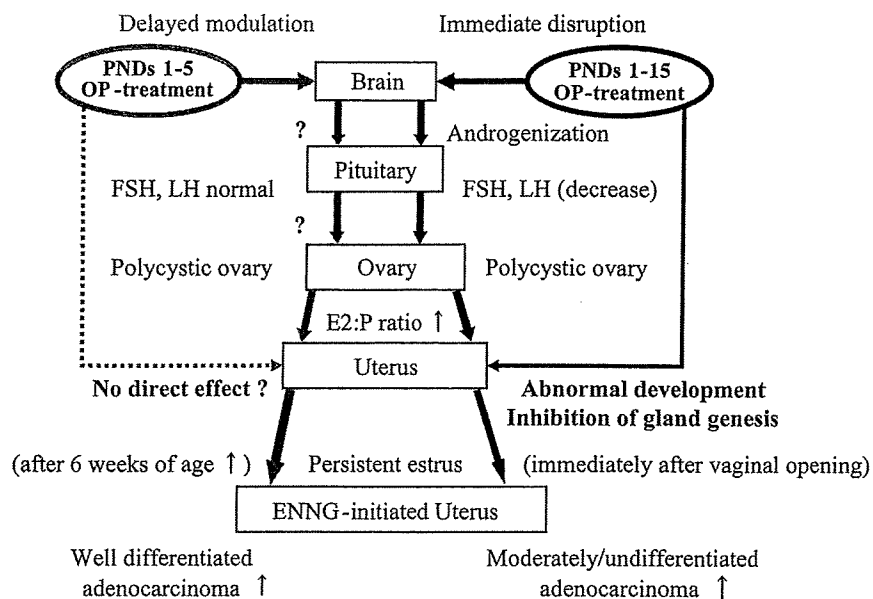 Delayed modulation
Immediate disruption
PNDs 1-5
OP-treatment
Brain
PNDs 1-15
OP-treatment
?
Androgenization
Pituitary
FSH, LH normal
FSH, LH (decrease)
?
Polycystic ovary
Ovary
Polycystic ovary
E2:P ratio ↑
Uterus
No direct effect ?
Abnormal development
Inhibition of gland genesis
(after 6 weeks of age ↑)
Persistent estrus
(immediately after vaginal opening)
ENNG-initiated Uterus
Well differentiated
adenocarcinoma ↑
Moderately/undifferentiated
adenocarcinoma ↑